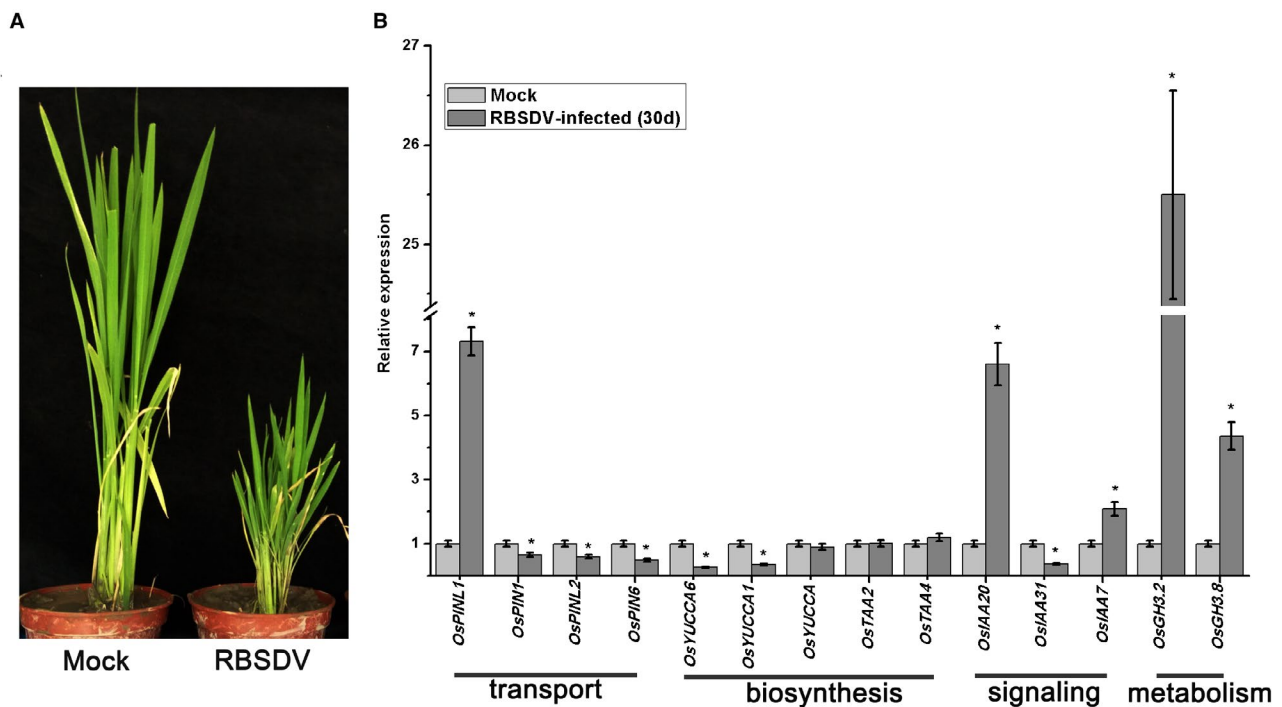 A
B
27
26
25
7
5
3
1
Relative expression
Mock
RBSDV-infected (30d)
*
*
*
*
*
*
*
*
*
*
*
OsPINL1
OsPIN1
OsPINL2
OsPIN6
OsYUCCA6
OsYUCCA1
OsYUCCA
OsTAA2
OsTAA4
OsIAA20
OsIAA31
OsIAA7
OsGH3.2
OsGH3.8
transport
biosynthesis
signaling
metabolism
Mock
RBSDV